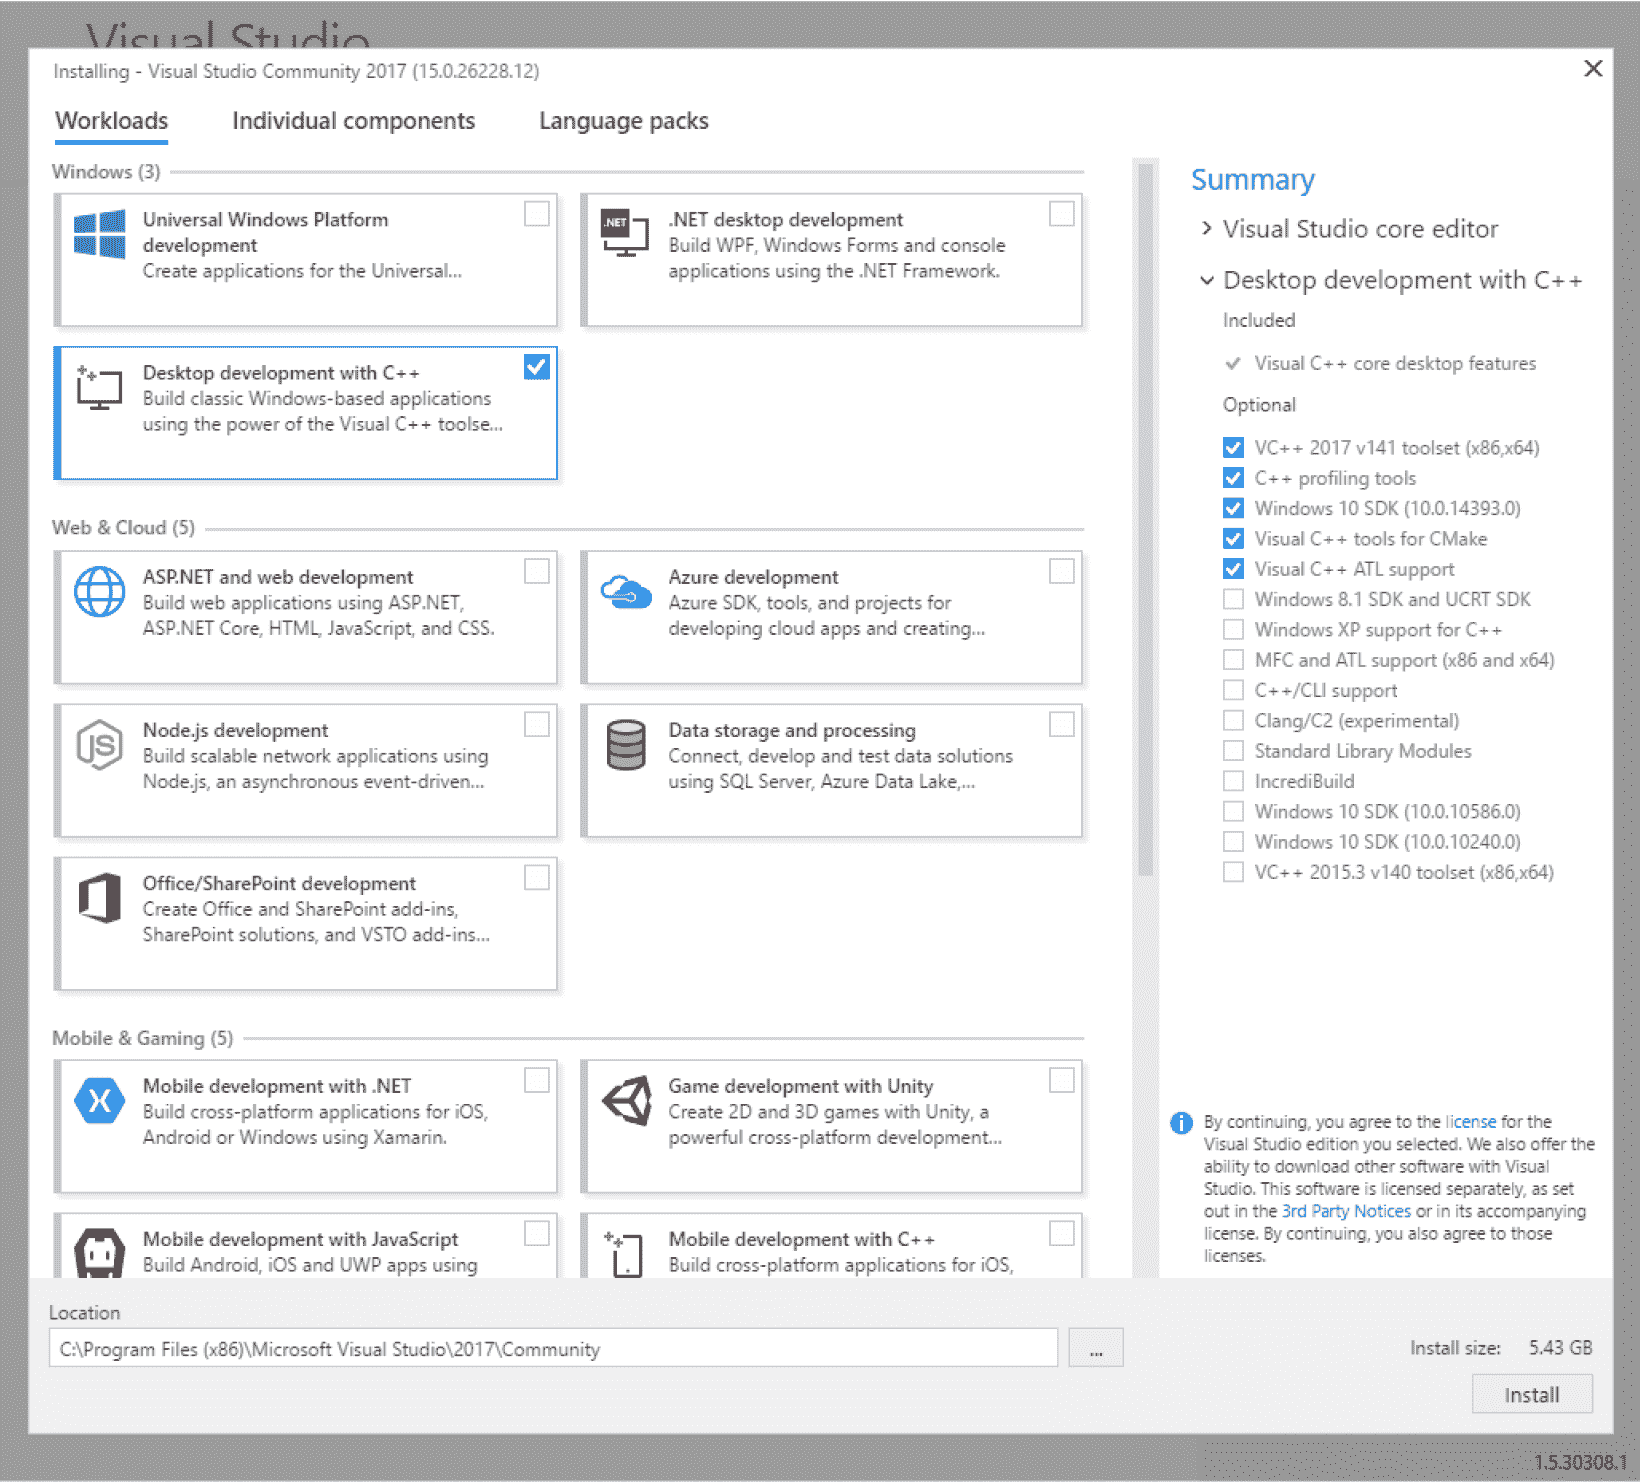 Visual Studio
Installing - Visual Studio Community 2017 (15.0.26228.12)
Workloads
Individual components
Language packs
Windows (3)
Universal Windows Platform
development
Create applications for the Universal...
.NET
.NET desktop development
Build WPF, Windows Forms and console
applications using the .NET Framework.
Desktop development with C++
Build classic Windows-based applications
using the power of the Visual C++ toolse...
Web & Cloud (5)
ASP.NET and web development
Build web applications using ASP.NET,
ASP.NET Core, HTML, JavaScript, and CSS.
Azure development
Azure SDK, tools, and projects for
developing cloud apps and creating...
JS
Node.js development
Build scalable network applications using
Node.js, an asynchronous event-driven...
Data storage and processing
Connect, develop and test data solutions
using SQL Server, Azure Data Lake,...
Office/SharePoint development
Create Office and SharePoint add-ins,
SharePoint solutions, and VSTO add-ins...
Mobile & Gaming (5)
Mobile development with .NET
Build cross-platform applications for iOS,
Android or Windows using Xamarin.
Game development with Unity
Create 2D and 3D games with Unity, a
powerful cross-platform development...
Mobile development with JavaScript
Build Android, iOS and UWP apps using
Mobile development with C++
Build cross-platform applications for iOS,
Summary
Visual Studio core editor
Desktop development with C++
Included
Visual C++ core desktop features
Optional
VC++ 2017 v141 toolset (x86,x64)
C++ profiling tools
Windows 10 SDK (10.0.14393.0)
Visual C++ tools for CMake
Visual C++ ATL support
Windows 8.1 SDK and UCRT SDK
Windows XP support for C++
MFC and ATL support (x86 and x64)
C++/CLI support
Clang/C2 (experimental)
Standard Library Modules
IncrediBuild
Windows 10 SDK (10.0.10586.0)
Windows 10 SDK (10.0.10240.0)
VC++ 2015.3 v140 toolset (x86,x64)
By continuing, you agree to the license for the
Visual Studio edition you selected. We also offer the
ability to download other software with Visual
Studio. This software is licensed separately, as set
out in the 3rd Party Notices or in its accompanying
license. By continuing, you also agree to those
licenses.
Location
C:\Program Files (x86)\Microsoft Visual Studio\2017\Community
...
Install size: 5.43 GB
Install
1.5.30308.1